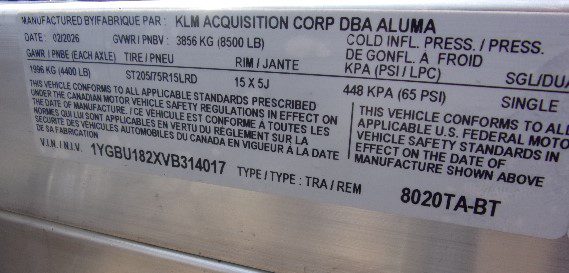 MANUFACTURED BY/FABRIQUE PAR : KLM ACQUISITION CORP DBA ALUMA
DATE : 02/2026 GVWR / PNBV : 3856 KG (8500 LB) COLD INFL. PRESS. / PRESS.
GAWR / PNBE (EACH AXLE) TIRE / PNEU RIM / JANTE DE GONFL. À FROID
KPA (PSI / LPC) SGL/DUA
1996 KG (4400 LB) ST205/75R15LRD 15 X 5J 448 KPA (65 PSI) SINGLE
THIS VEHICLE CONFORMS TO ALL APPLICABLE STANDARDS PRESCRIBED
UNDER THE CANADIAN MOTOR VEHICLE SAFETY REGULATIONS IN EFFECT ON
THE DATE OF MANUFACTURE. / CE VÉHICULE EST CONFORME À TOUTES LES
NORMES QUI LUI SONT APPLICABLES EN VERTU DU RÈGLEMENT SUR LA
SÉCURITÉ DES VÉHICULES AUTOMOBILES DU CANADA EN VIGUEUR À LA DATE
DE SA FABRICATION
THIS VEHICLE CONFORMS TO ALL
APPLICABLE U.S. FEDERAL MOTO
VEHICLE SAFETY STANDARDS IN
EFFECT ON THE DATE OF
MANUFACTURE SHOWN ABOVE
V.I.N. / N.I.V. 1YGBU182XVB314017 TYPE / TYPE : TRA / REM 8020TA-BT